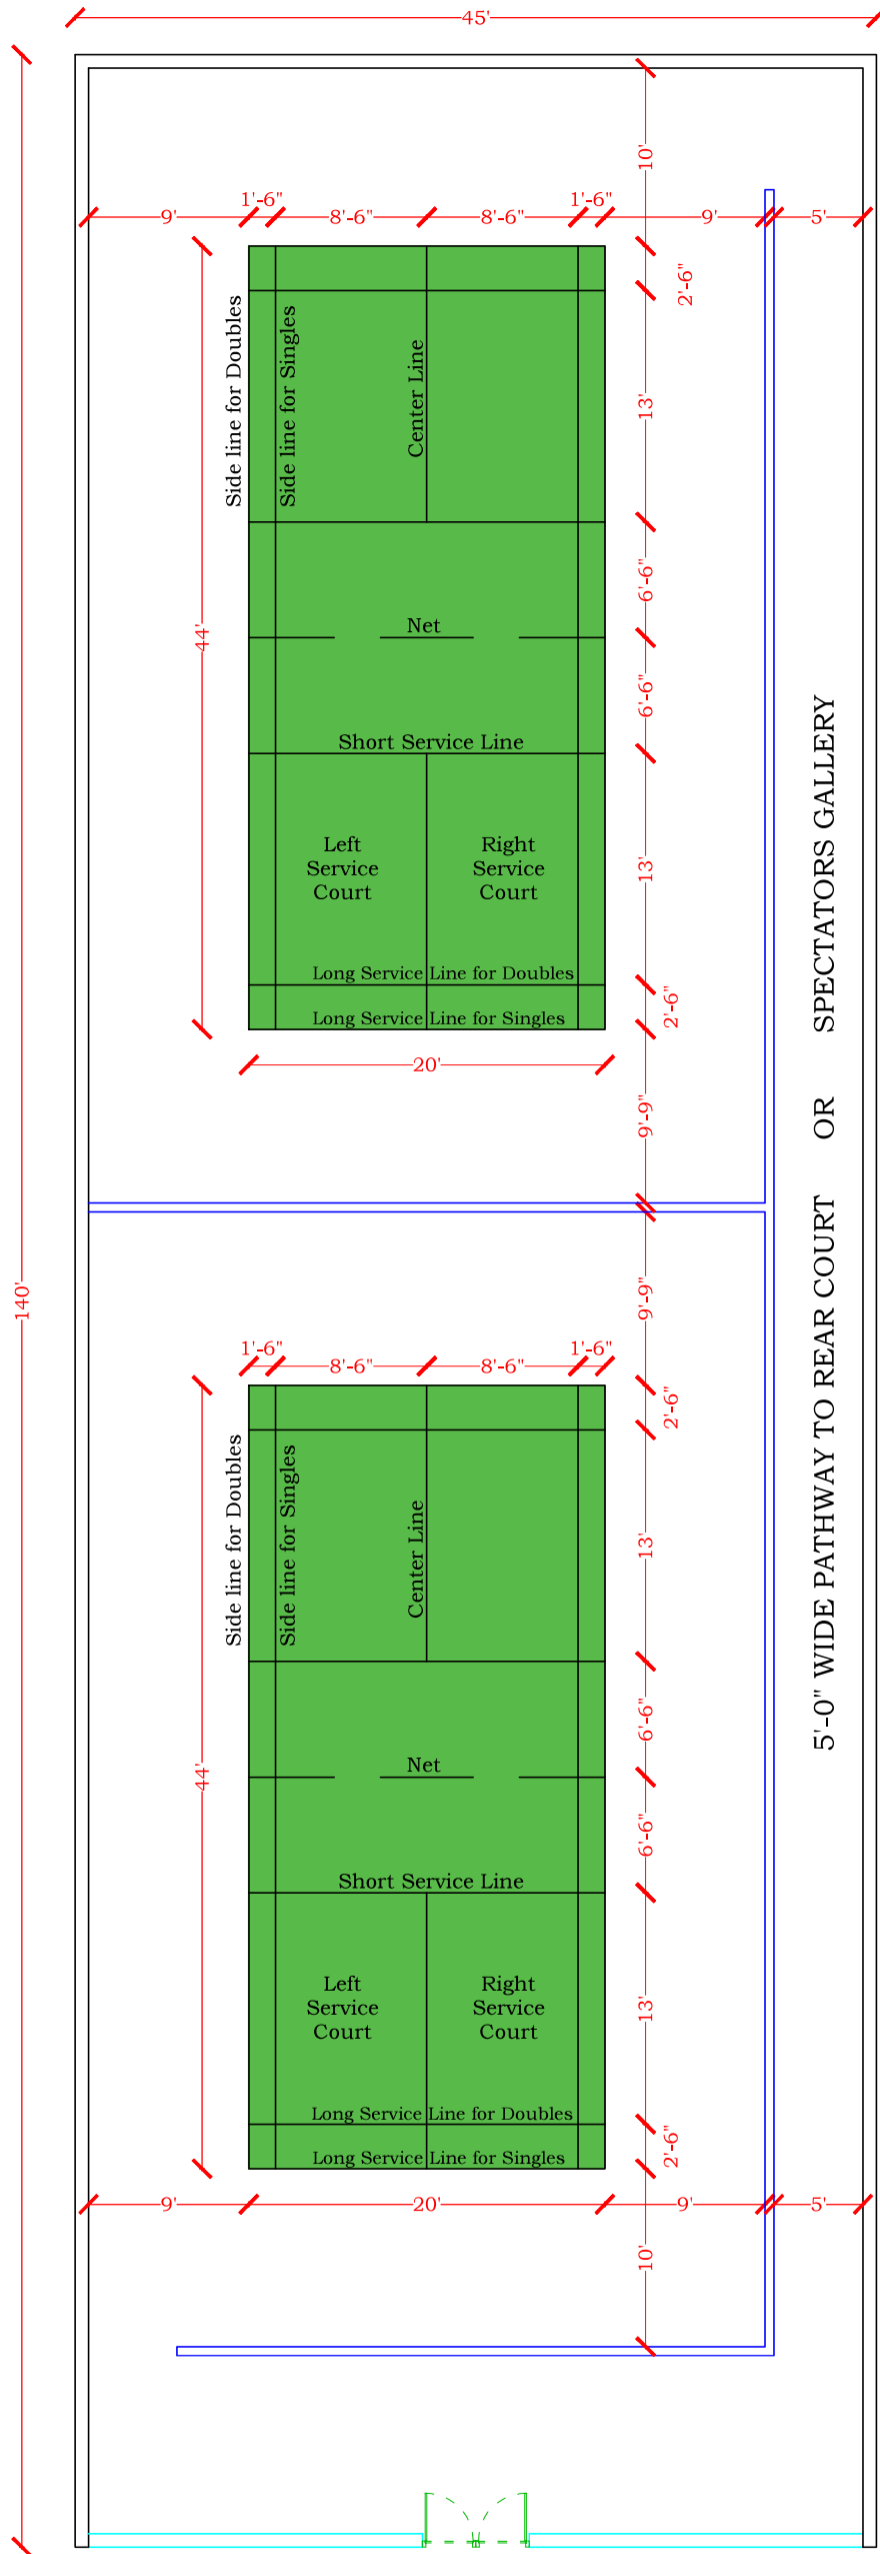 45'
10'
1'-6"
1'-6"
9'
8'-6"
8'-6"
9'
5'
2'-6"
Side line for Doubles
Side line for Singles
Center Line
13'
6'-6"
Net
44'
6'-6"
Short Service Line
Left
Service
Court
Right
Service
Court
13'
Long Service Line for Doubles
2'-6"
Long Service Line for Singles
20'
9'-9"
5'-0" WIDE PATHWAY TO REAR COURT OR SPECTATORS GALLERY
140'
9'-9"
1'-6"
1'-6"
8'-6"
8'-6"
2'-6"
Side line for Doubles
Side line for Singles
Center Line
13'
6'-6"
Net
44'
6'-6"
Short Service Line
Left
Service
Court
Right
Service
Court
13'
Long Service Line for Doubles
2'-6"
Long Service Line for Singles
9'
20'
9'
5'
10'